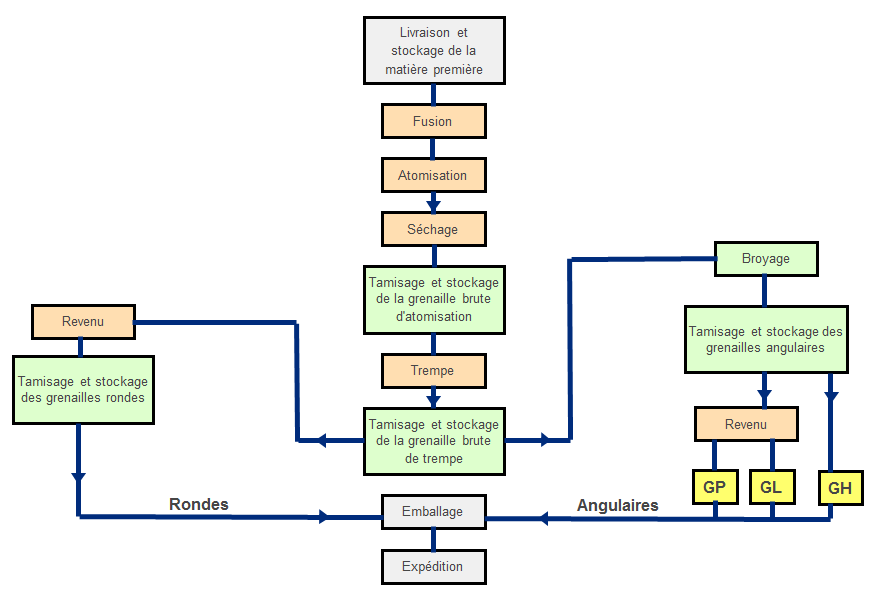 Livraison et
stockage de la
matière première
Fusion
Atomisation
Séchage
Tamisage et stockage
de la grenaille brute
d'atomisation
Trempe
Tamisage et stockage
de la grenaille brute
de trempe
Revenu
Tamisage et stockage
des grenailles rondes
Rondes
Broyage
Tamisage et stockage des
grenailles angulaires
Revenu
GP
GL
GH
Angulaires
Emballage
Expédition